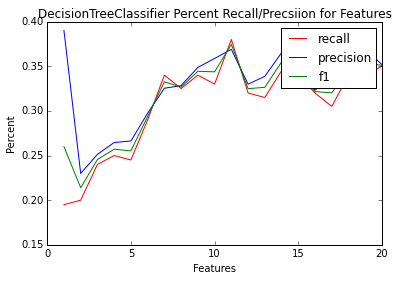 DecisionTreeClassifier Percent Recall/Precsiion for Features
0.40
0.35
0.30
0.25
0.20
0.15
Percent
recall
precision
f1
0
5
10
15
20
Features